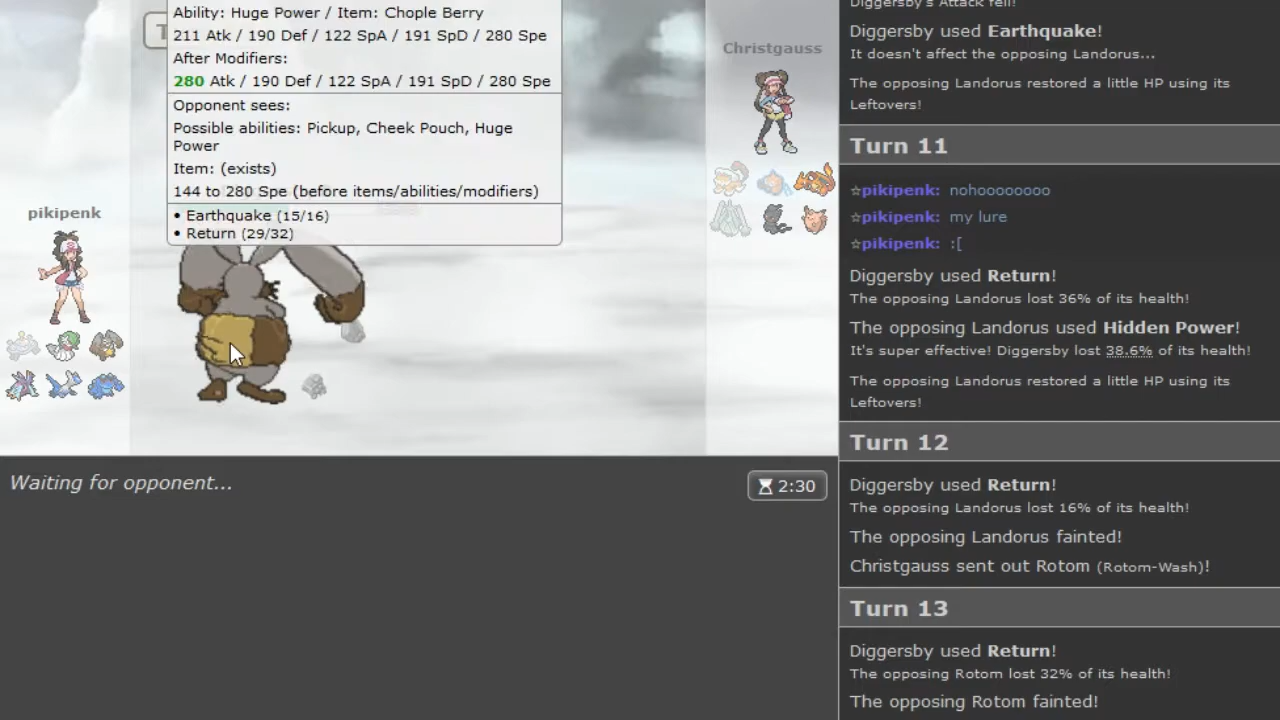 Ability: Huge Power / Item: Chople Berry
211 Atk / 190 Def / 122 SpA / 191 SpD / 280 Spe
After Modifiers:
280 Atk / 190 Def / 122 SpA / 191 SpD / 280 Spe
Opponent sees:
Possible abilities: Pickup, Cheek Pouch, Huge
Power
Item: (exists)
144 to 280 Spe (before items/abilities/modifiers)
• Earthquake (15/16)
• Return (29/32)
T
pikipenk
Christgauss
Waiting for opponent...
2:30
Diggersby's Attack fell!
Diggersby used Earthquake!
It doesn't affect the opposing Landorus...
The opposing Landorus restored a little HP using its
Leftovers!
Turn 11
☆pikipenk: nohoooooooo
☆pikipenk: my lure
☆pikipenk: :[
Diggersby used Return!
The opposing Landorus lost 36% of its health!
The opposing Landorus used Hidden Power!
It's super effective! Diggersby lost 38.6% of its health!
The opposing Landorus restored a little HP using its
Leftovers!
Turn 12
Diggersby used Return!
The opposing Landorus lost 16% of its health!
The opposing Landorus fainted!
Christgauss sent out Rotom (Rotom-Wash)!
Turn 13
Diggersby used Return!
The opposing Rotom lost 32% of its health!
The opposing Rotom fainted!